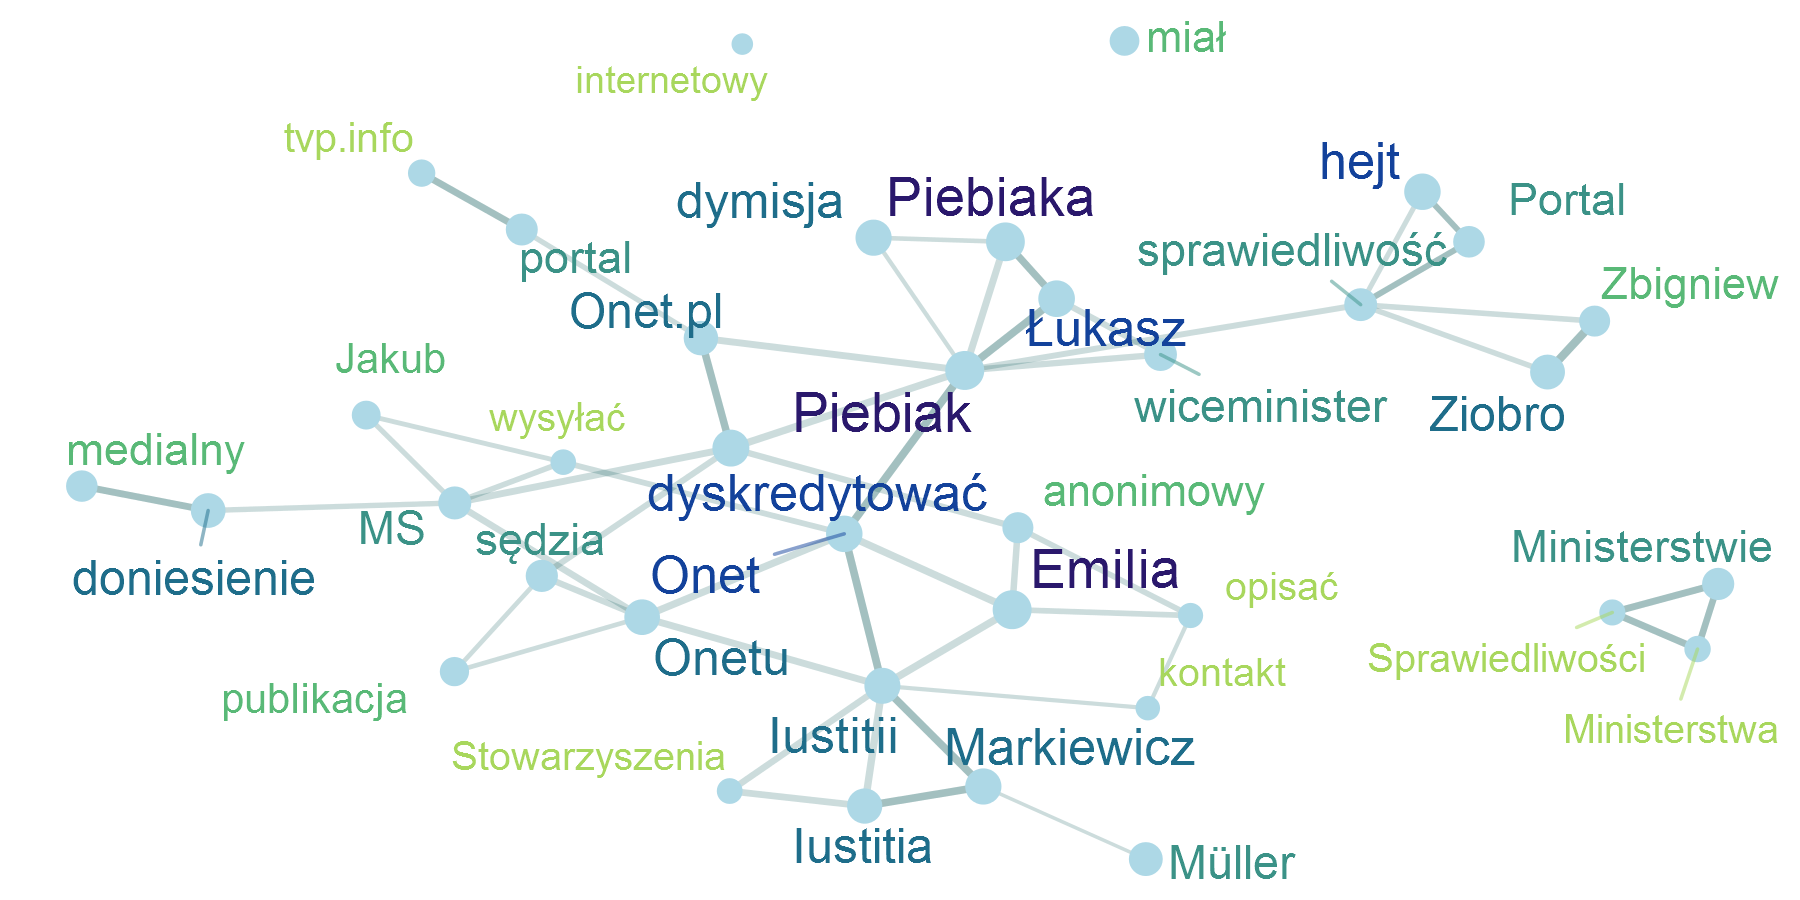 miał
internetowy
tvp.info
hejt
dymisja
Piebiaka
Portal
portal
sprawiedliwość
Zbigniew
Onet.pl
Łukasz
Jakub
wysyłać
Piebiak
wiceminister
Ziobro
medialny
dyskredytować
anonimowy
MS
sędzia
doniesienie
Onet
Emilia
opisać
Ministerstwie
Onetu
kontakt
Sprawiedliwości
publikacja
Ministerstwa
Stowarzyszenia
Iustitii
Markiewicz
Iustitia
Müller